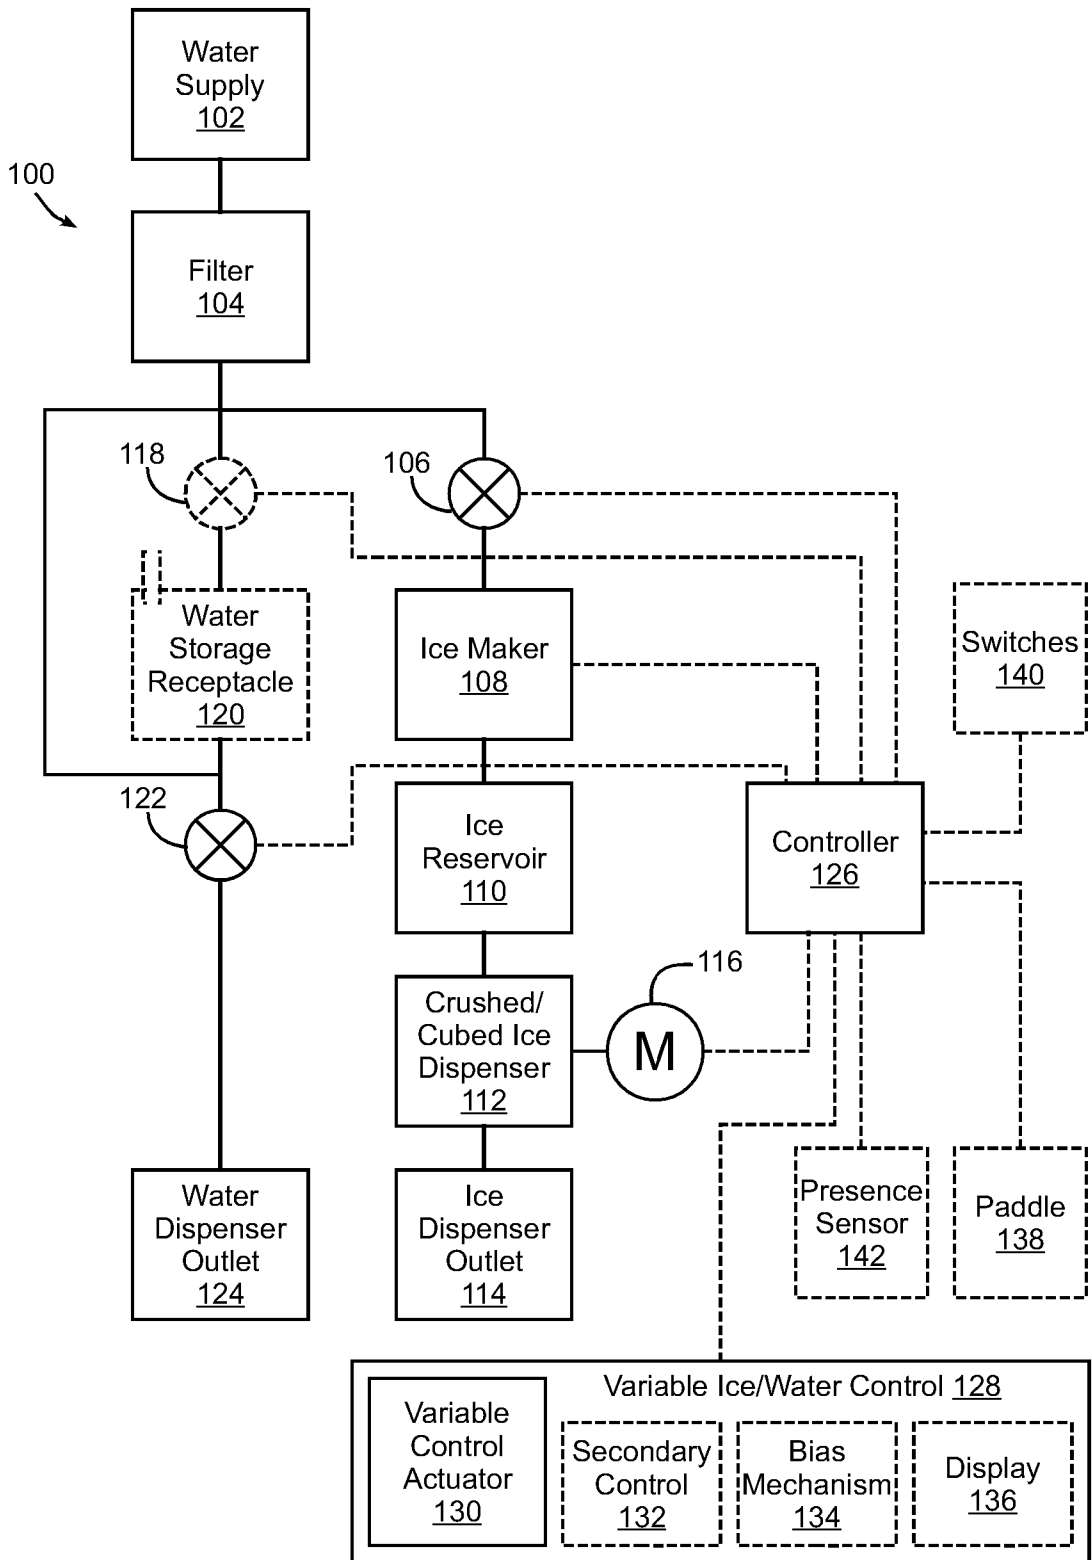 Water
Supply
102
100
Filter
104
118
106
Water
Storage
Receptacle
120
Ice Maker
108
Switches
140
122
Ice
Reservoir
110
Controller
126
116
Crushed/
Cubed Ice
Dispenser
112
M
Water
Dispenser
Outlet
124
Ice
Dispenser
Outlet
114
Presence
Sensor
142
Paddle
138
Variable Ice/Water Control 128
Variable
Control
Actuator
130
Secondary
Control
132
Bias
Mechanism
134
Display
136